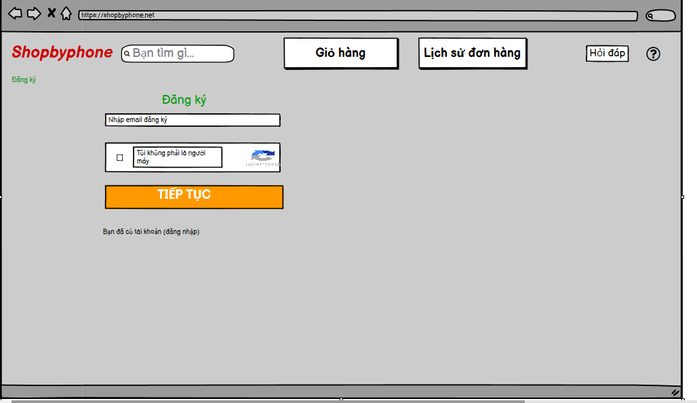 https://shopbyphone.net
Shopbyphone
Bạn tìm gì...
Giỏ hàng
Lịch sử đơn hàng
Hỏi đáp
?
Đăng ký
Đăng ký
Nhập email đăng ký
Tôi không phải là người
máy
TIẾP TỤC
Bạn đã có tài khoản (đăng nhập)